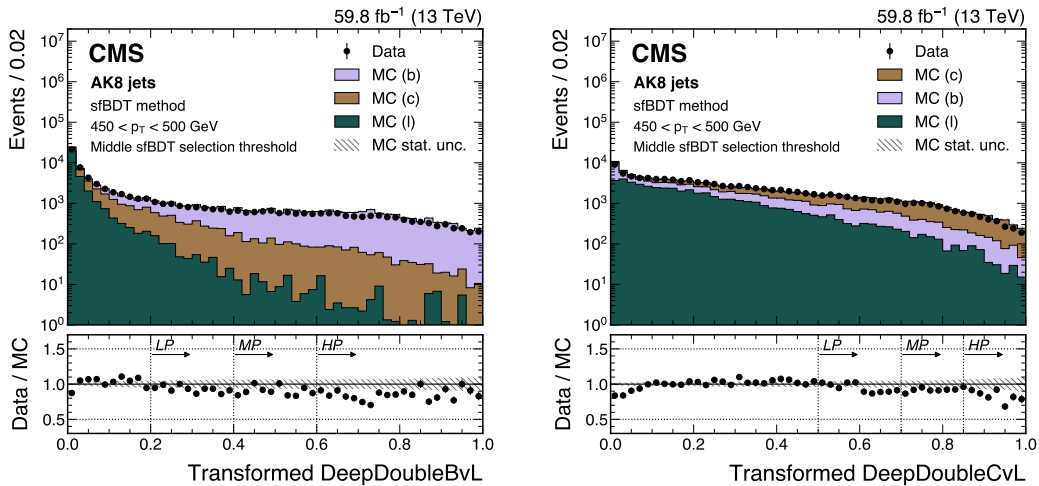 59.8 fb⁻¹ (13 TeV)
CMS
AK8 jets
sfBDT method
450 < p_T < 500 GeV
Middle sfBDT selection threshold
Data
MC (b)
MC (c)
MC (l)
MC stat. unc.
Events / 0.02
10⁷
10⁶
10⁵
10⁴
10³
10²
10¹
10⁰
LP
MP
HP
Data / MC
1.5
1.0
0.5
0.0
0.2
0.4
0.6
0.8
1.0
Transformed DeepDoubleBvL
59.8 fb⁻¹ (13 TeV)
CMS
AK8 jets
sfBDT method
450 < p_T < 500 GeV
Middle sfBDT selection threshold
Data
MC (c)
MC (b)
MC (l)
MC stat. unc.
Events / 0.02
10⁷
10⁶
10⁵
10⁴
10³
10²
10¹
10⁰
LP
MP
HP
Data / MC
1.5
1.0
0.5
0.0
0.2
0.4
0.6
0.8
1.0
Transformed DeepDoubleCvL